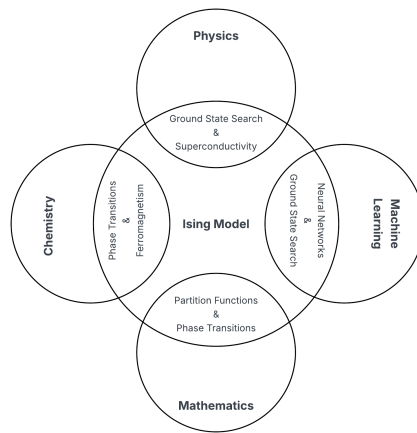 Physics
Ground State Search
&
Superconductivity
Chemistry
Phase Transitions
&
Ferromagnetism
Ising Model
Neural Networks
&
Ground State Search
Machine
Learning
Partition Functions
&
Phase Transitions
Mathematics